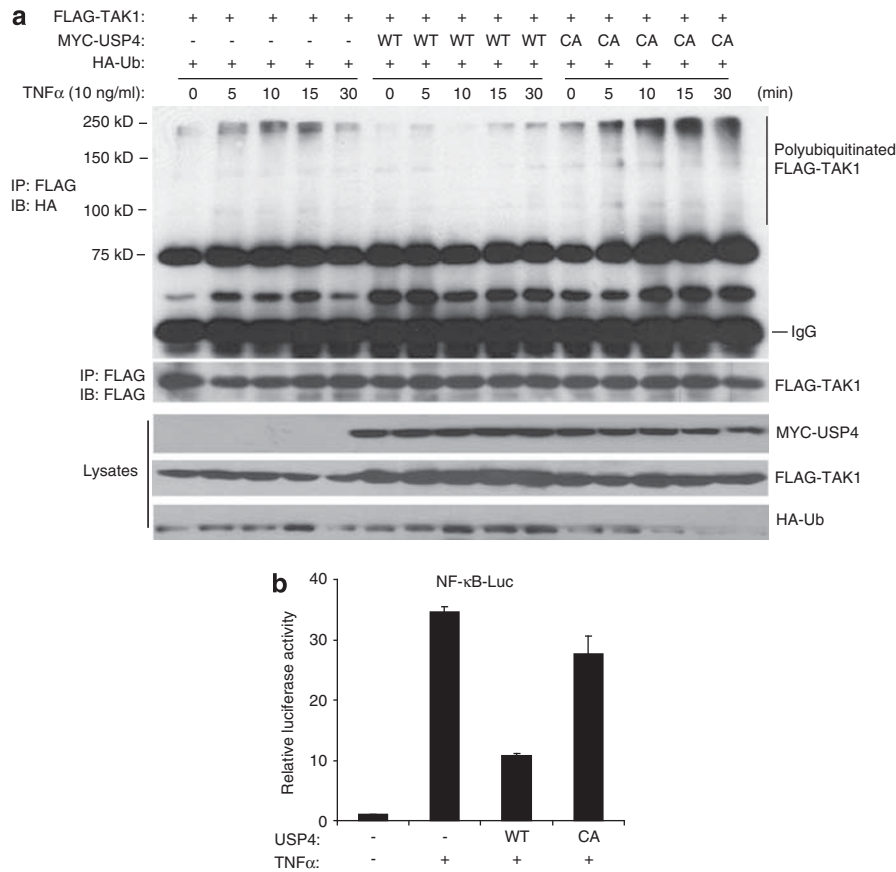 a
FLAG-TAK1: + + + + + + + + + + + + + + +
MYC-USP4: - - - - - WT WT WT WT WT CA CA CA CA CA
HA-Ub: + + + + + + + + + + + + + + +
TNFα (10 ng/ml): 0 5 10 15 30 0 5 10 15 30 0 5 10 15 30 (min)
250 kD
150 kD
100 kD
75 kD
IP: FLAG
IB: HA
Polyubiquitinated
FLAG-TAK1
IgG
IP: FLAG
IB: FLAG
FLAG-TAK1
MYC-USP4
Lysates
FLAG-TAK1
HA-Ub
b
NF-κB-Luc
Relative luciferase activity
40
30
20
10
0
USP4: - - WT CA
TNFα: - + + +